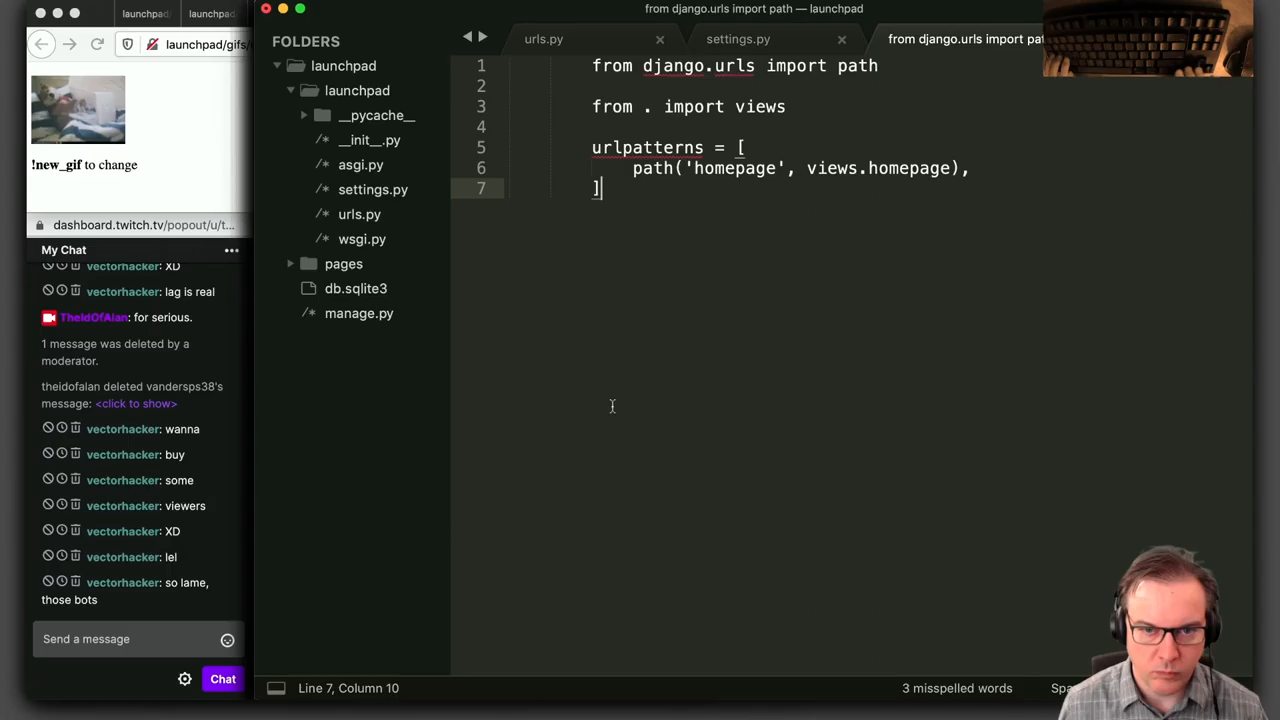 launchpad
launchpad
launchpad/gifs/
!new_gif to change
dashboard.twitch.tv/popout/u/t...
My Chat
vectorhacker: XD
vectorhacker: lag is real
TheIdOfAlan: for serious.
1 message was deleted by a
moderator.
theidofalan deleted vandersps38's
message: <click to show>
vectorhacker: wanna
vectorhacker: buy
vectorhacker: some
vectorhacker: viewers
vectorhacker: XD
vectorhacker: lel
vectorhacker: so lame,
those bots
Send a message
Chat
from django.urls import path — launchpad
FOLDERS
launchpad
launchpad
__pycache__
__init__.py
asgi.py
settings.py
urls.py
wsgi.py
pages
db.sqlite3
manage.py
urls.py
settings.py
from django.urls import path
1 from django.urls import path
2
3 from . import views
4
5 urlpatterns = [
6 path('homepage', views.homepage),
7 ]
Line 7, Column 10
3 misspelled words